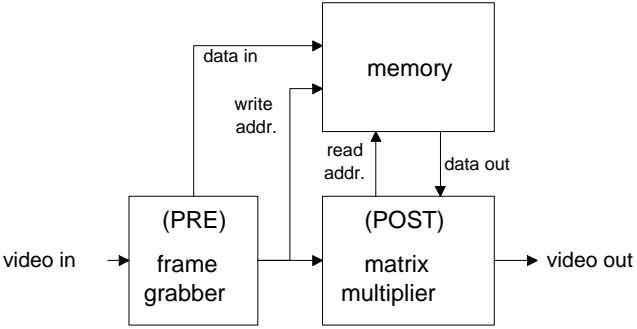 data in
memory
write
addr.
read
addr.
data out
(PRE)
(POST)
video in
frame
grabber
matrix
multiplier
video out